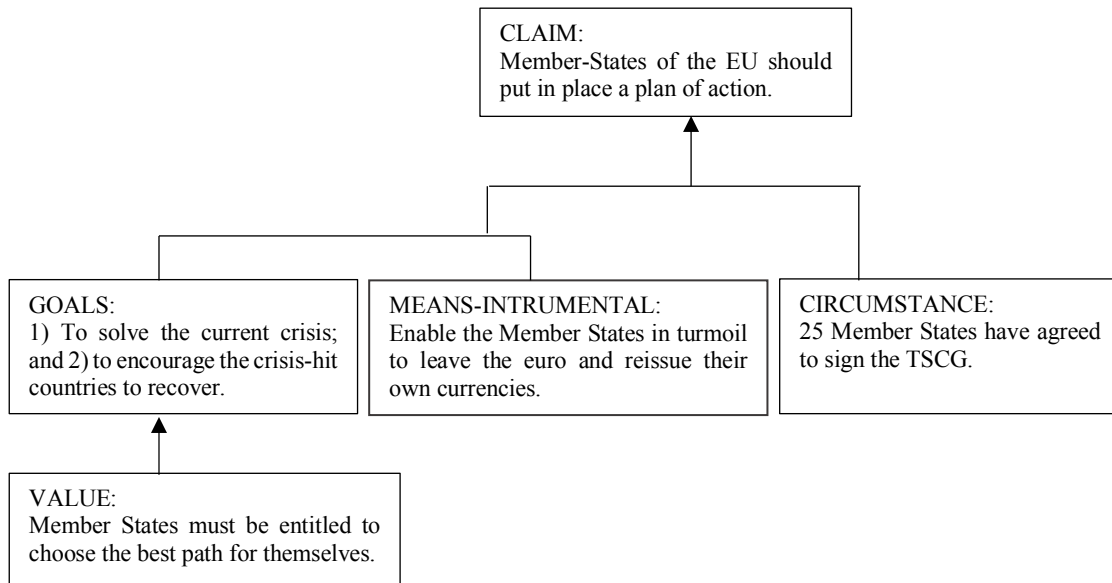 CLAIM:
Member-States of the EU should
put in place a plan of action.
GOALS:
1) To solve the current crisis;
and 2) to encourage the crisis-hit
countries to recover.
MEANS-INTRUMENTAL:
Enable the Member States in turmoil
to leave the euro and reissue their
own currencies.
CIRCUMSTANCE:
25 Member States have agreed
to sign the TSCG.
VALUE:
Member States must be entitled to
choose the best path for themselves.